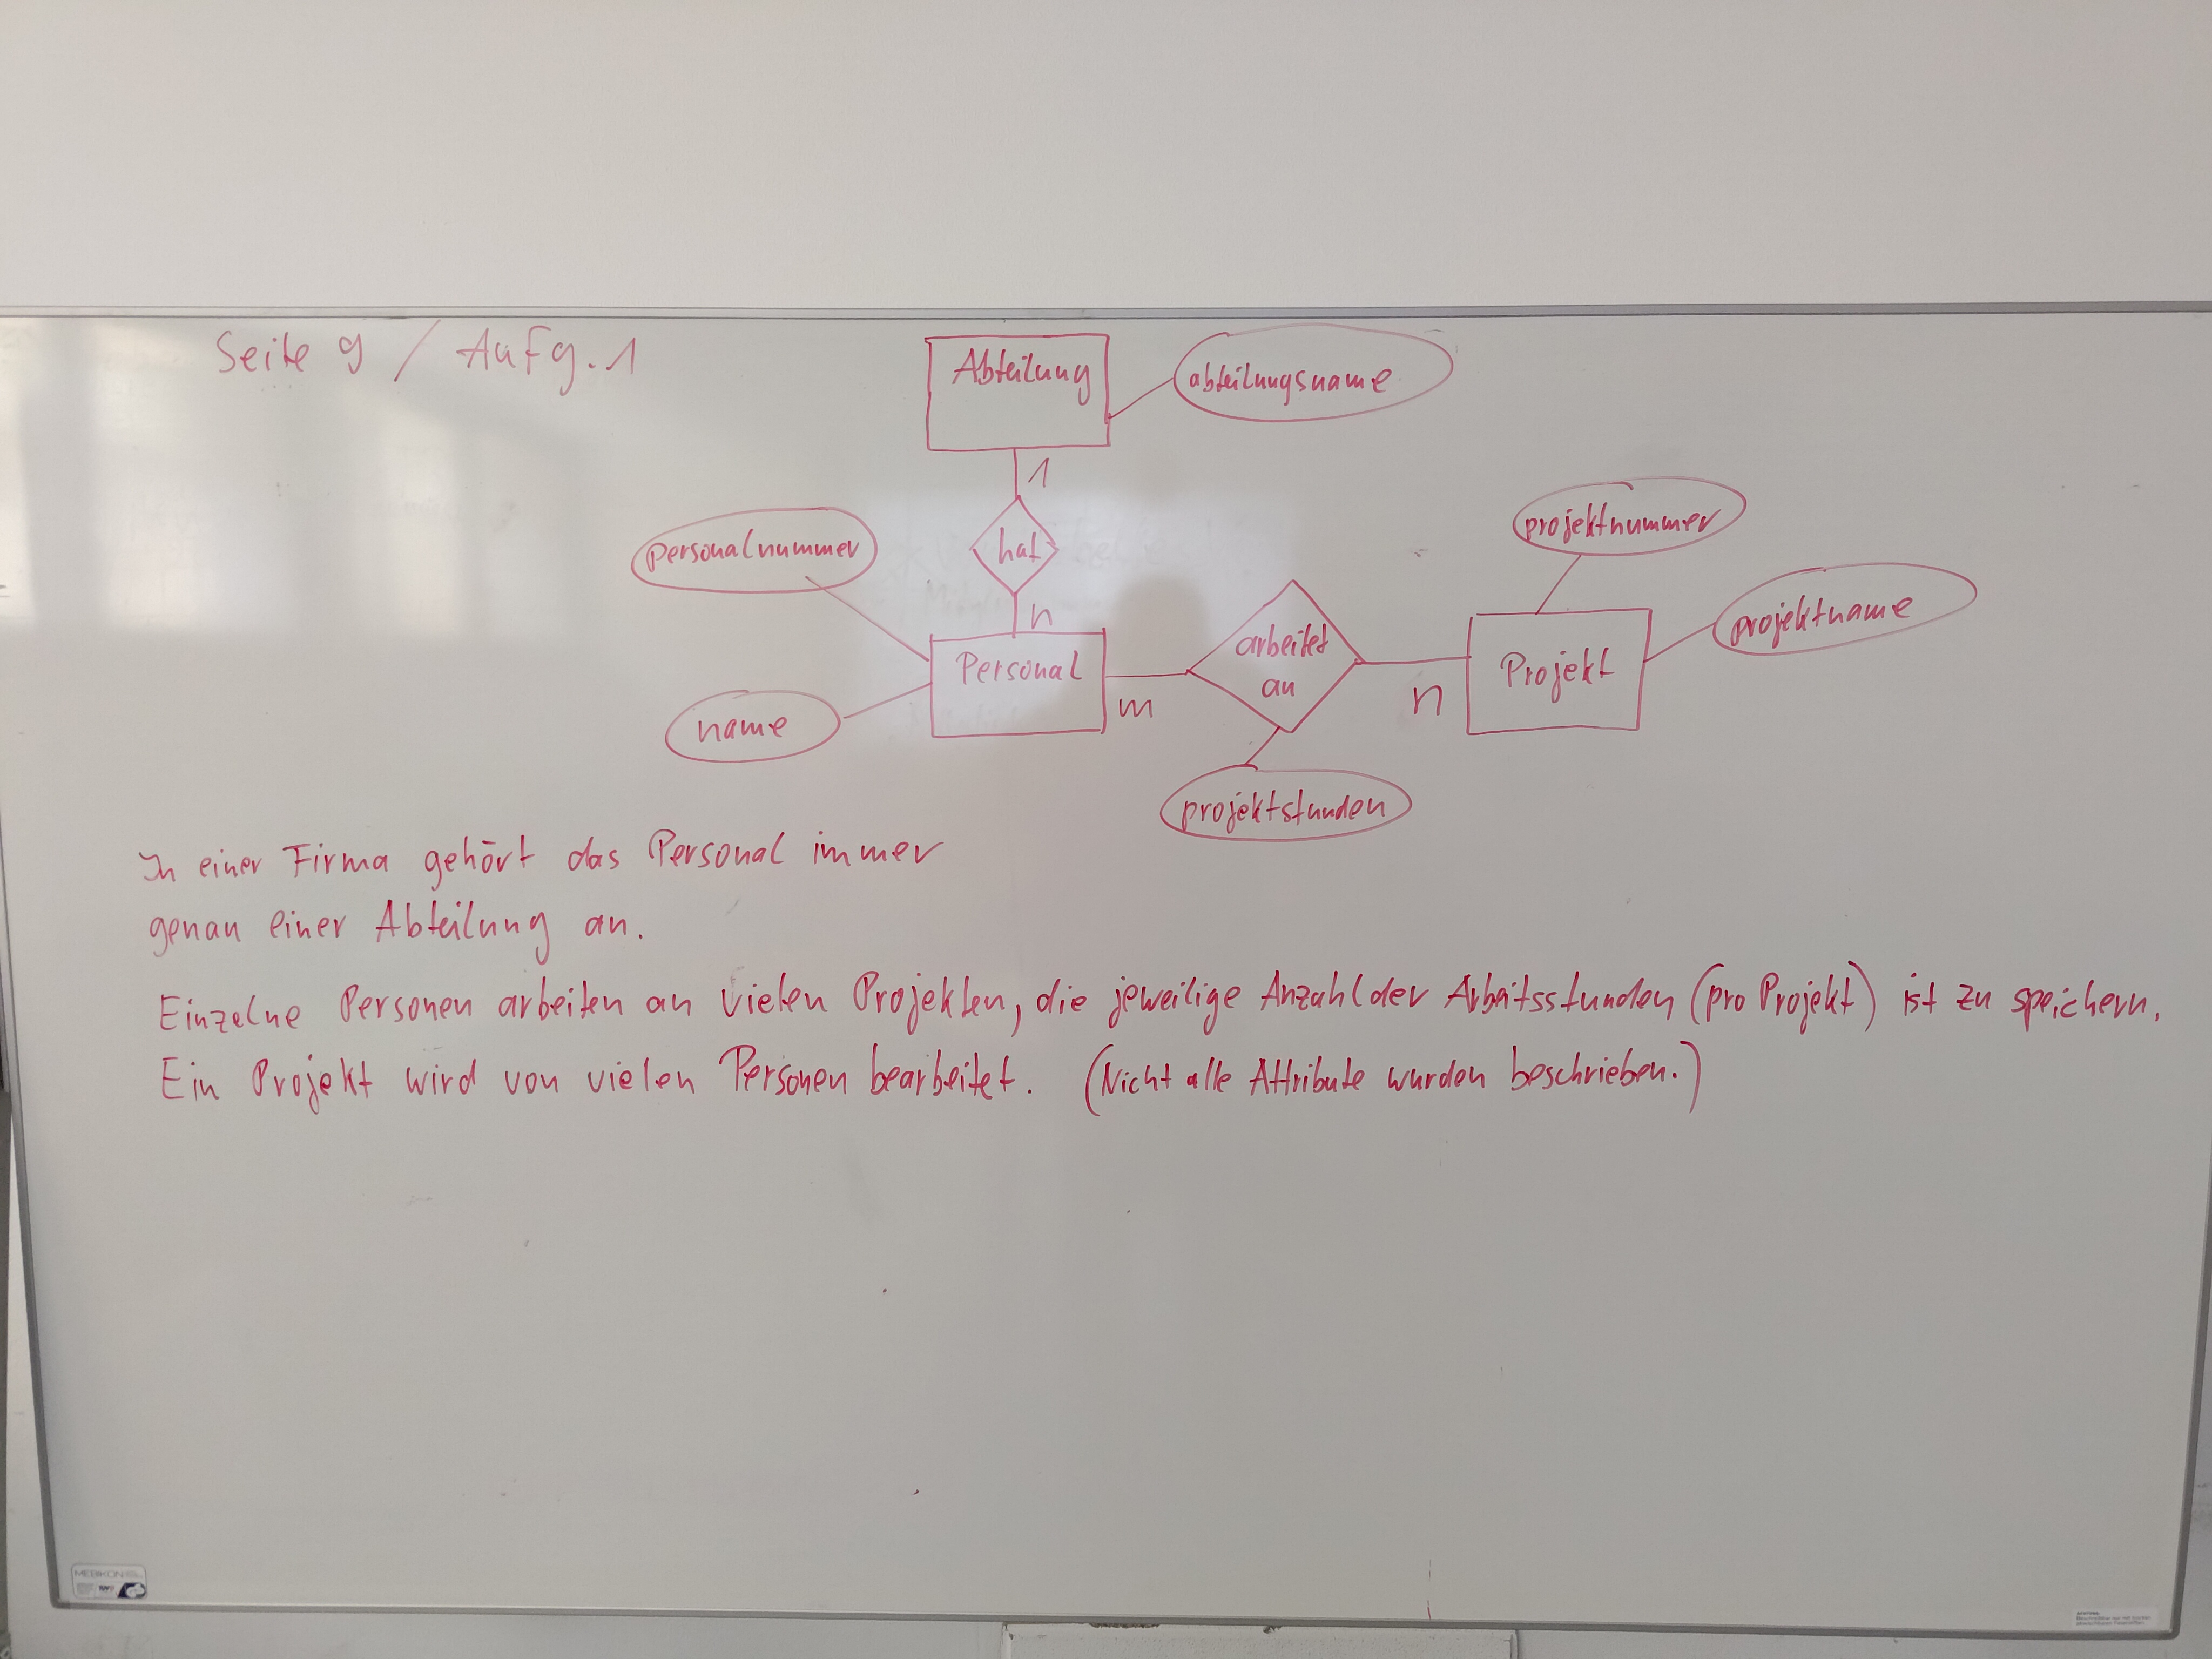 Seite 9 / Aufg. 1
Abteilung
abteilungsname
1
hat
n
personalnummer
name
Personal
m
arbeitet
an
projektstunden
n
Projekt
projektnummer
projektname
In einer Firma gehört das Personal immer
genau einer Abteilung an.
Einzelne Personen arbeiten an vielen Projekten, die jeweilige Anzahl der Arbeitsstunden (pro Projekt) ist zu speichern.
Ein Projekt wird von vielen Personen bearbeitet. (Nicht alle Attribute wurden beschrieben.)